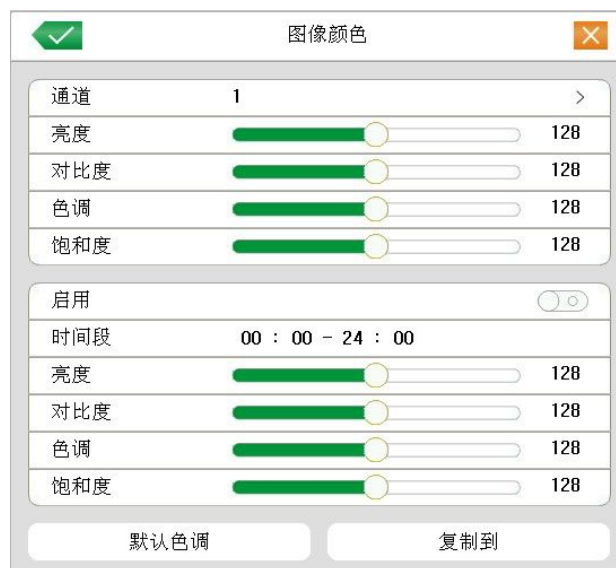 图像颜色
通道 1 >
亮度 128
对比度 128
色调 128
饱和度 128
启用
时间段 00 : 00 - 24 : 00
亮度 128
对比度 128
色调 128
饱和度 128
默认色调 复制到